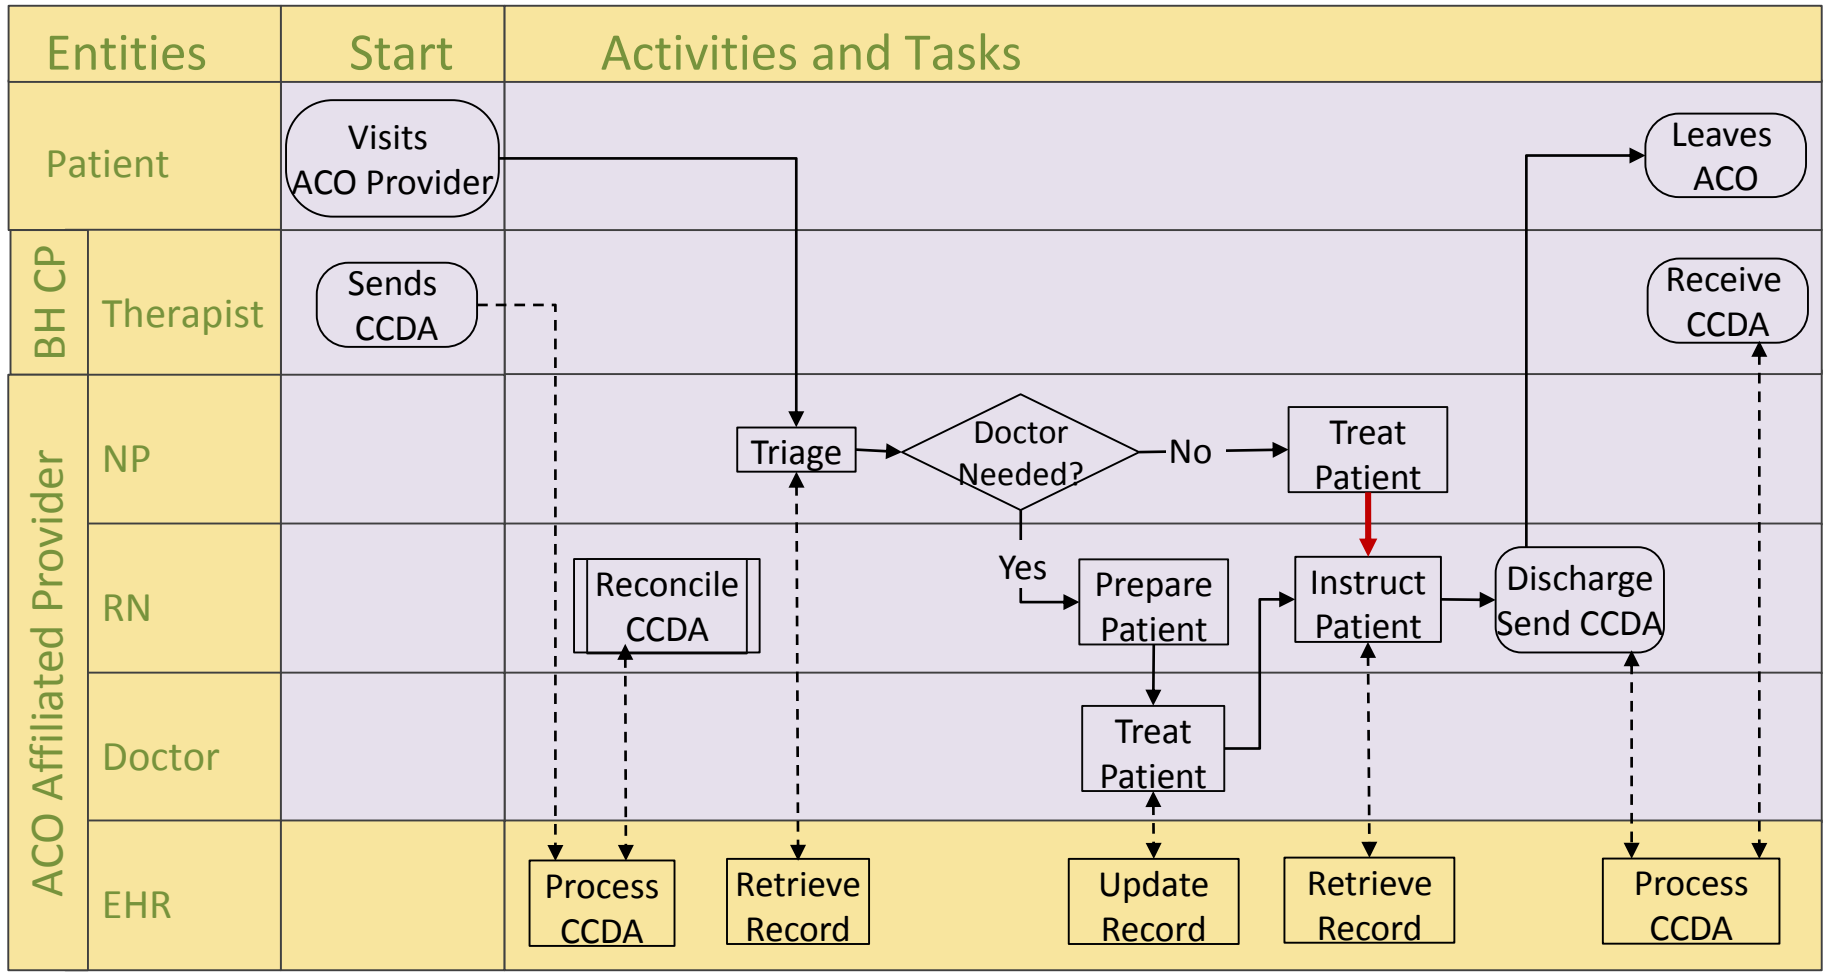 Entities
Start
Activities and Tasks
Patient
Visits
ACO Provider
Leaves
ACO
BH CP
Therapist
Sends
CCDA
Receive
CCDA
ACO Affiliated Provider
NP
Triage
Doctor
Needed?
No
Treat
Patient
RN
Reconcile
CCDA
Yes
Prepare
Patient
Instruct
Patient
Discharge
Send CCDA
Doctor
Treat
Patient
EHR
Process
CCDA
Retrieve
Record
Update
Record
Retrieve
Record
Process
CCDA